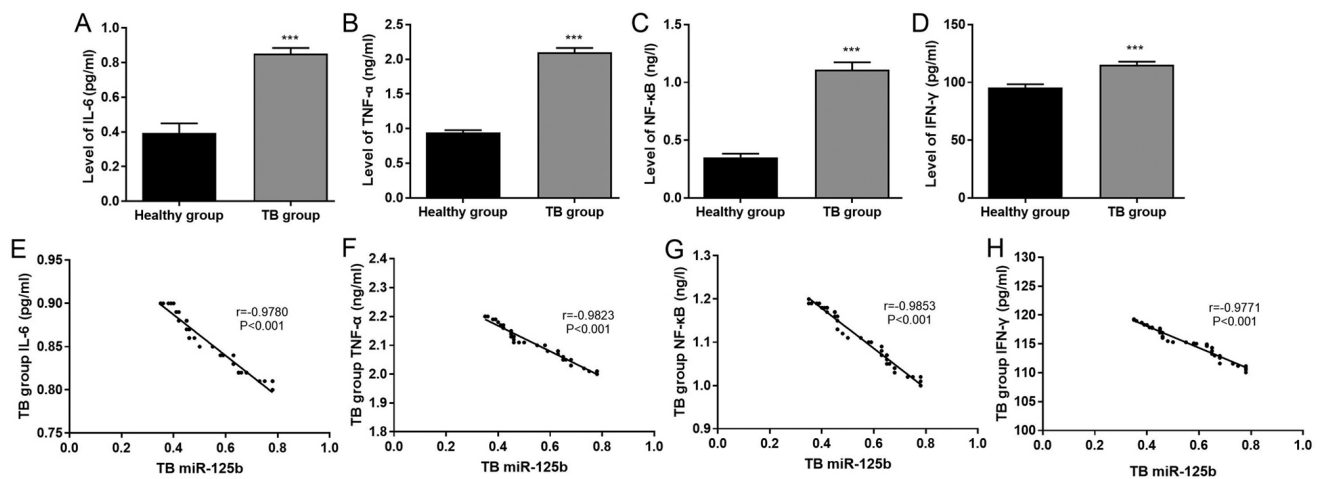 A
Level of IL-6 (pg/ml)
1.0
0.8
0.6
0.4
0.2
0.0
***
Healthy group
TB group
B
Level of TNF-α (ng/ml)
2.5
2.0
1.5
1.0
0.5
0.0
***
Healthy group
TB group
C
Level of NF-κB (ng/l)
1.5
1.0
0.5
0.0
***
Healthy group
TB group
D
Level of IFN-γ (pg/ml)
150
100
50
0
***
Healthy group
TB group
E
TB group IL-6 (pg/ml)
0.95
0.90
0.85
0.80
0.75
r=-0.9780
P<0.001
0.0 0.2 0.4 0.6 0.8 1.0
TB miR-125b
F
TB group TNF-α (ng/ml)
2.4
2.3
2.2
2.1
2.0
1.9
1.8
r=-0.9823
P<0.001
0.0 0.2 0.4 0.6 0.8 1.0
TB miR-125b
G
TB group NF-κB (ng/l)
1.3
1.2
1.1
1.0
0.9
r=-0.9853
P<0.001
0.0 0.2 0.4 0.6 0.8 1.0
TB miR-125b
H
TB group IFN-γ (pg/ml)
130
125
120
115
110
105
100
r=-0.9771
P<0.001
0.0 0.2 0.4 0.6 0.8 1.0
TB miR-125b